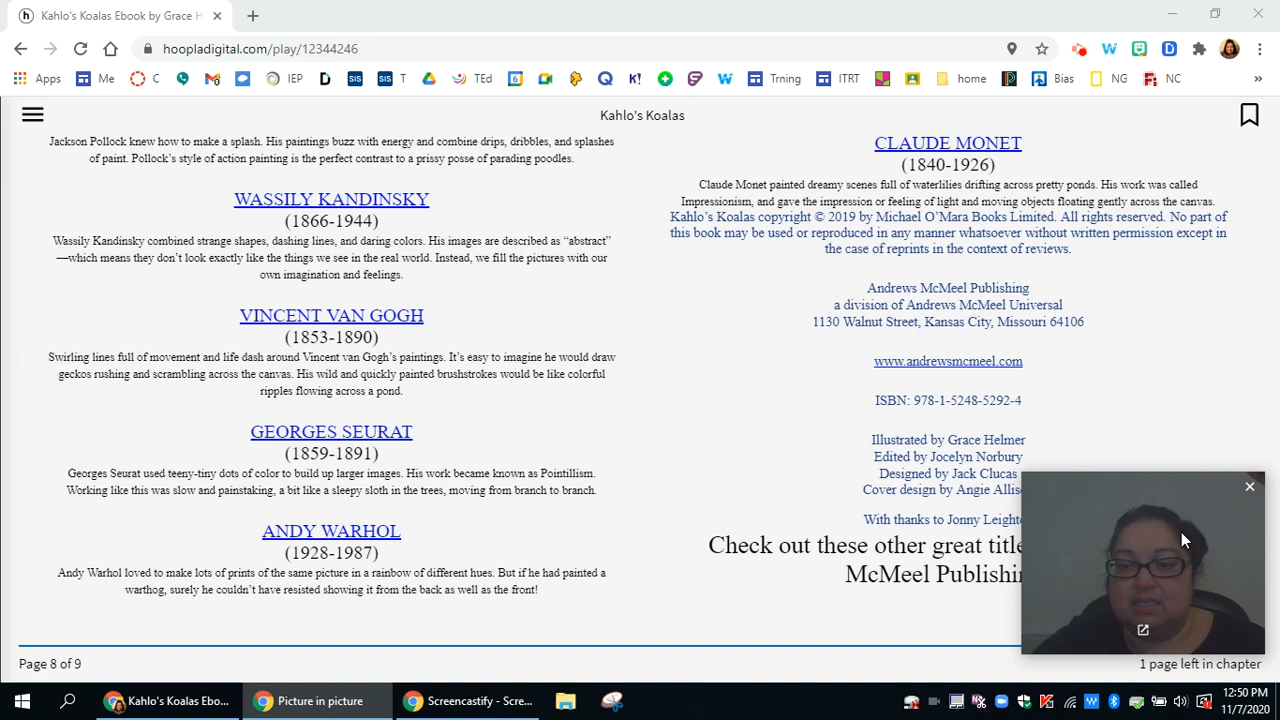 Kahlo's Koalas Ebook by Grace H
hoopladigital.com/play/12344246
Apps
Me
C
IEP
T
TEd
Trning
ITRT
home
Bias
NG
NC
Kahlo's Koalas
Jackson Pollock knew how to make a splash. His paintings buzz with energy and combine drips, dribbles, and splashes
of paint. Pollock's style of action painting is the perfect contrast to a prissy posse of parading poodles.
WASSILY KANDINSKY
(1866-1944)
Wassily Kandinsky combined strange shapes, dashing lines, and daring colors. His images are described as “abstract”
—which means they don't look exactly like the things we see in the real world. Instead, we fill the pictures with our
own imagination and feelings.
VINCENT VAN GOGH
(1853-1890)
Swirling lines full of movement and life dash around Vincent van Gogh's paintings. It's easy to imagine he would draw
geckos rushing and scrambling across the canvas. His wild and quickly painted brushstrokes would be like colorful
ripples flowing across a pond.
GEORGES SEURAT
(1859-1891)
Georges Seurat used teeny-tiny dots of color to build up larger images. His work became known as Pointillism.
Working like this was slow and painstaking, a bit like a sleepy sloth in the trees, moving from branch to branch.
ANDY WARHOL
(1928-1987)
Andy Warhol loved to make lots of prints of the same picture in a rainbow of different hues. But if he had painted a
warthog, surely he couldn't have resisted showing it from the back as well as the front!
CLAUDE MONET
(1840-1926)
Claude Monet painted dreamy scenes full of waterlilies drifting across pretty ponds. His work was called
Impressionism, and gave the impression or feeling of light and moving objects floating gently across the canvas.
Kahlo's Koalas copyright © 2019 by Michael O'Mara Books Limited. All rights reserved. No part of
this book may be used or reproduced in any manner whatsoever without written permission except in
the case of reprints in the context of reviews.
Andrews McMeel Publishing
a division of Andrews McMeel Universal
1130 Walnut Street, Kansas City, Missouri 64106
www.andrewsmcmeel.com
ISBN: 978-1-5248-5292-4
Illustrated by Grace Helmer
Edited by Jocelyn Norbury
Designed by Jack Clucas
Cover design by Angie Allis
With thanks to Jonny Leight
Check out these other great title
McMeel Publishi
Page 8 of 9
1 page left in chapter
Kahlo's Koalas Ebo...
Picture in picture
Screencastify - Scre...
12:50 PM
11/7/2020